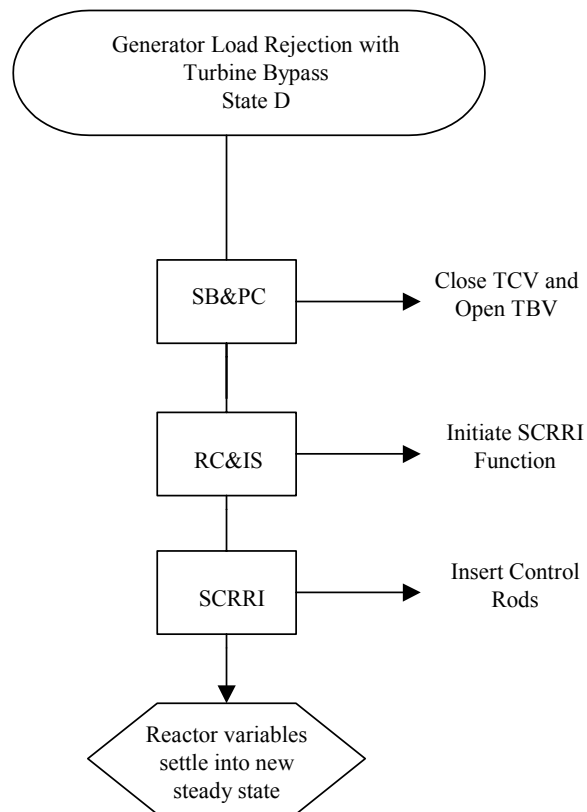 Generator Load Rejection with
Turbine Bypass
State D
SB&PC
Close TCV and
Open TBV
RC&IS
Initiate SCRRI
Function
SCRRI
Insert Control
Rods
Reactor variables
settle into new
steady state